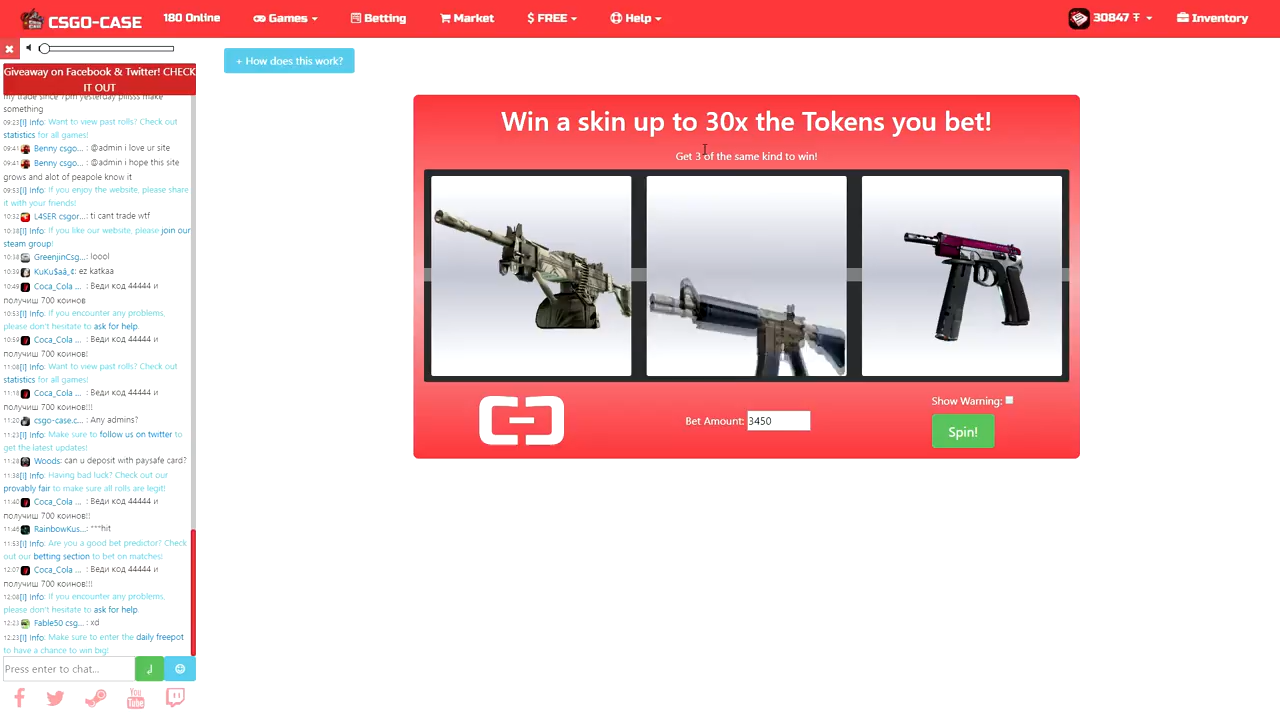 CSGO-CASE
180 Online
Games
Betting
Market
$ FREE
Help
30847 Ŧ
Inventory
Giveaway on Facebook & Twitter! CHECK
IT OUT
something
09:23[I] Info: Want to view past rolls? Check out
statistics for all games!
09:41 Benny csgo... : @admin i love ur site
09:41 Benny csgo... : @admin i hope this site
grows and alot of peapole know it
09:53[I] Info: If you enjoy the website, please share
it with your friends!
10:32 L4SER csgor...: ti cant trade wtf
10:38[I] Info: If you like our website, please join our
steam group!
10:38 GreenjinCsg...: loool
10:39 KuKu$aâ¸¢: ez katkaa
10:49 Coca_Cola ... : Веди код 44444 и
получиш 700 коинов
10:53[I] Info: If you encounter any problems,
please don't hesitate to ask for help.
10:59 Coca_Cola ... : Веди код 44444 и
получиш 700 коинов!
11:08[I] Info: Want to view past rolls? Check out
statistics for all games!
11:18 Coca_Cola ... : Веди код 44444 и
получиш 700 коинов!!!
11:20 csgo-case.c... : Any admins?
11:23[I] Info: Make sure to follow us on twitter to
get the latest updates!
11:28 Woods: can u deposit with paysafe card?
11:38[I] Info: Having bad luck? Check out our
provably fair to make sure all rolls are legit!
11:40 Coca_Cola ... : Веди код 44444 и
получиш 700 коинов!!
11:46 RainbowKus...: ***hit
11:53[I] Info: Are you a good bet predictor? Check
out our betting section to bet on matches!
12:07 Coca_Cola ... : Веди код 44444 и
получиш 700 коинов!!!
12:08[I] Info: If you encounter any problems,
please don't hesitate to ask for help.
12:23 Fable50 csg... : xd
12:23[I] Info: Make sure to enter the daily freepot
to have a chance to win big!
Press enter to chat...
You
Tube
+ How does this work?
Win a skin up to 30x the Tokens you bet!
Get 3 of the same kind to win!
Bet Amount: 3450
Show Warning:
Spin!